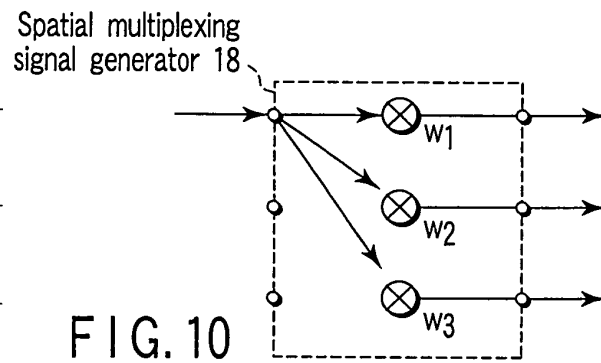 Spatial multiplexing
signal generator 18
W1
W2
W3
FIG. 10